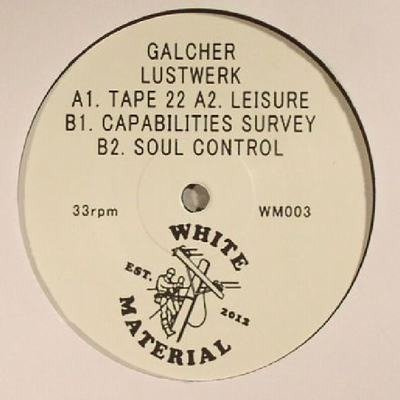 GALCHER
LUSTWERK
A1. TAPE 22 A2. LEISURE
B1. CAPABILITIES SURVEY
B2. SOUL CONTROL
33rpm WM003
WHITE
EST. 2012
MATERIAL